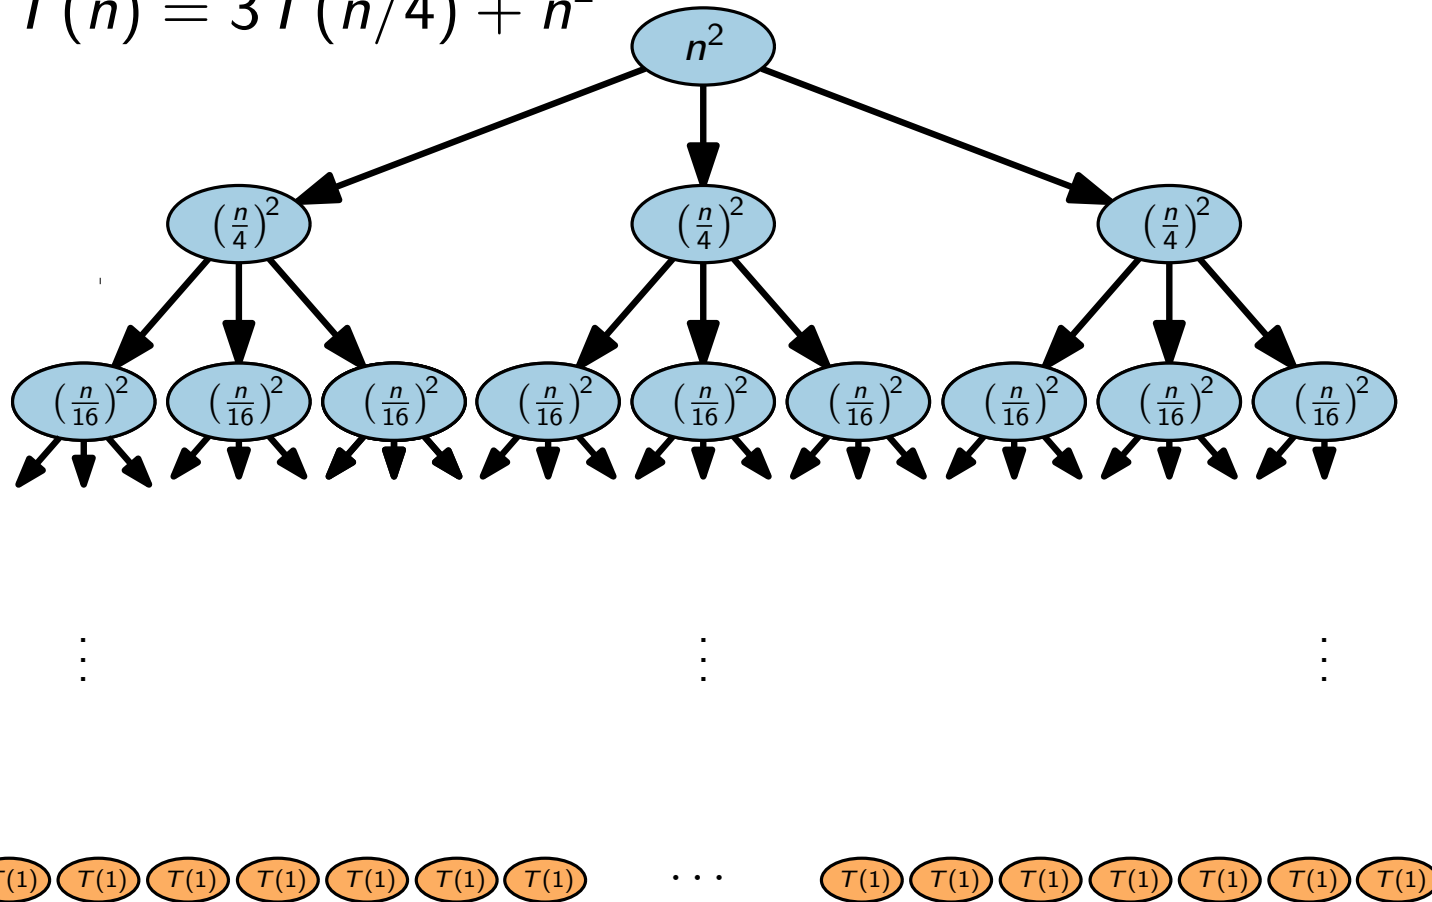 T(n) = 3T(n/4) + n²
n²
(n/4)² (n/4)² (n/4)²
(n/16)² (n/16)² (n/16)² (n/16)² (n/16)² (n/16)² (n/16)² (n/16)² (n/16)²
⋮ ⋮ ⋮
T(1) T(1) T(1) T(1) T(1) T(1) T(1) ··· T(1) T(1) T(1) T(1) T(1) T(1) T(1)